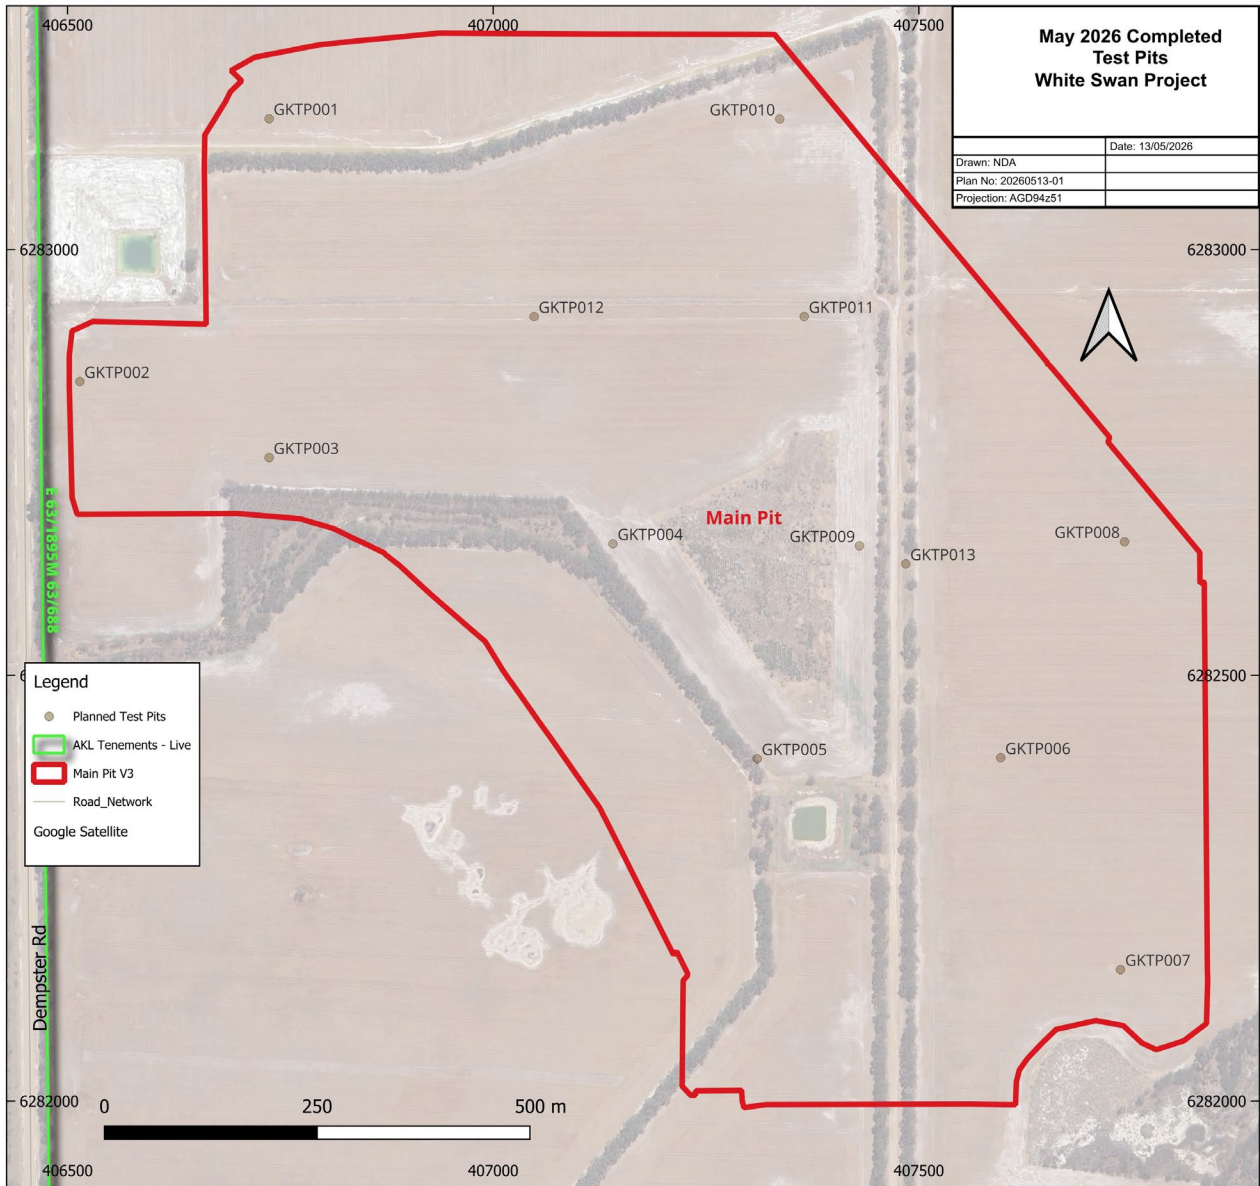 406500
407000
407500
May 2026 Completed
Test Pits
White Swan Project
Date: 13/05/2026
Drawn: NDA
Plan No: 20260513-01
Projection: AGD94z51
GKTP001
GKTP010
6283000
6283000
GKTP012
GKTP011
GKTP002
GKTP003
Main Pit
GKTP004
GKTP009
GKTP008
GKTP013
E 63/1895M 63/688
6282500
Legend
Planned Test Pits
AKL Tenements - Live
Main Pit V3
Road_Network
Google Satellite
GKTP005
GKTP006
GKTP007
Dempster Rd
6282000
6282000
0
250
500 m
406500
407000
407500